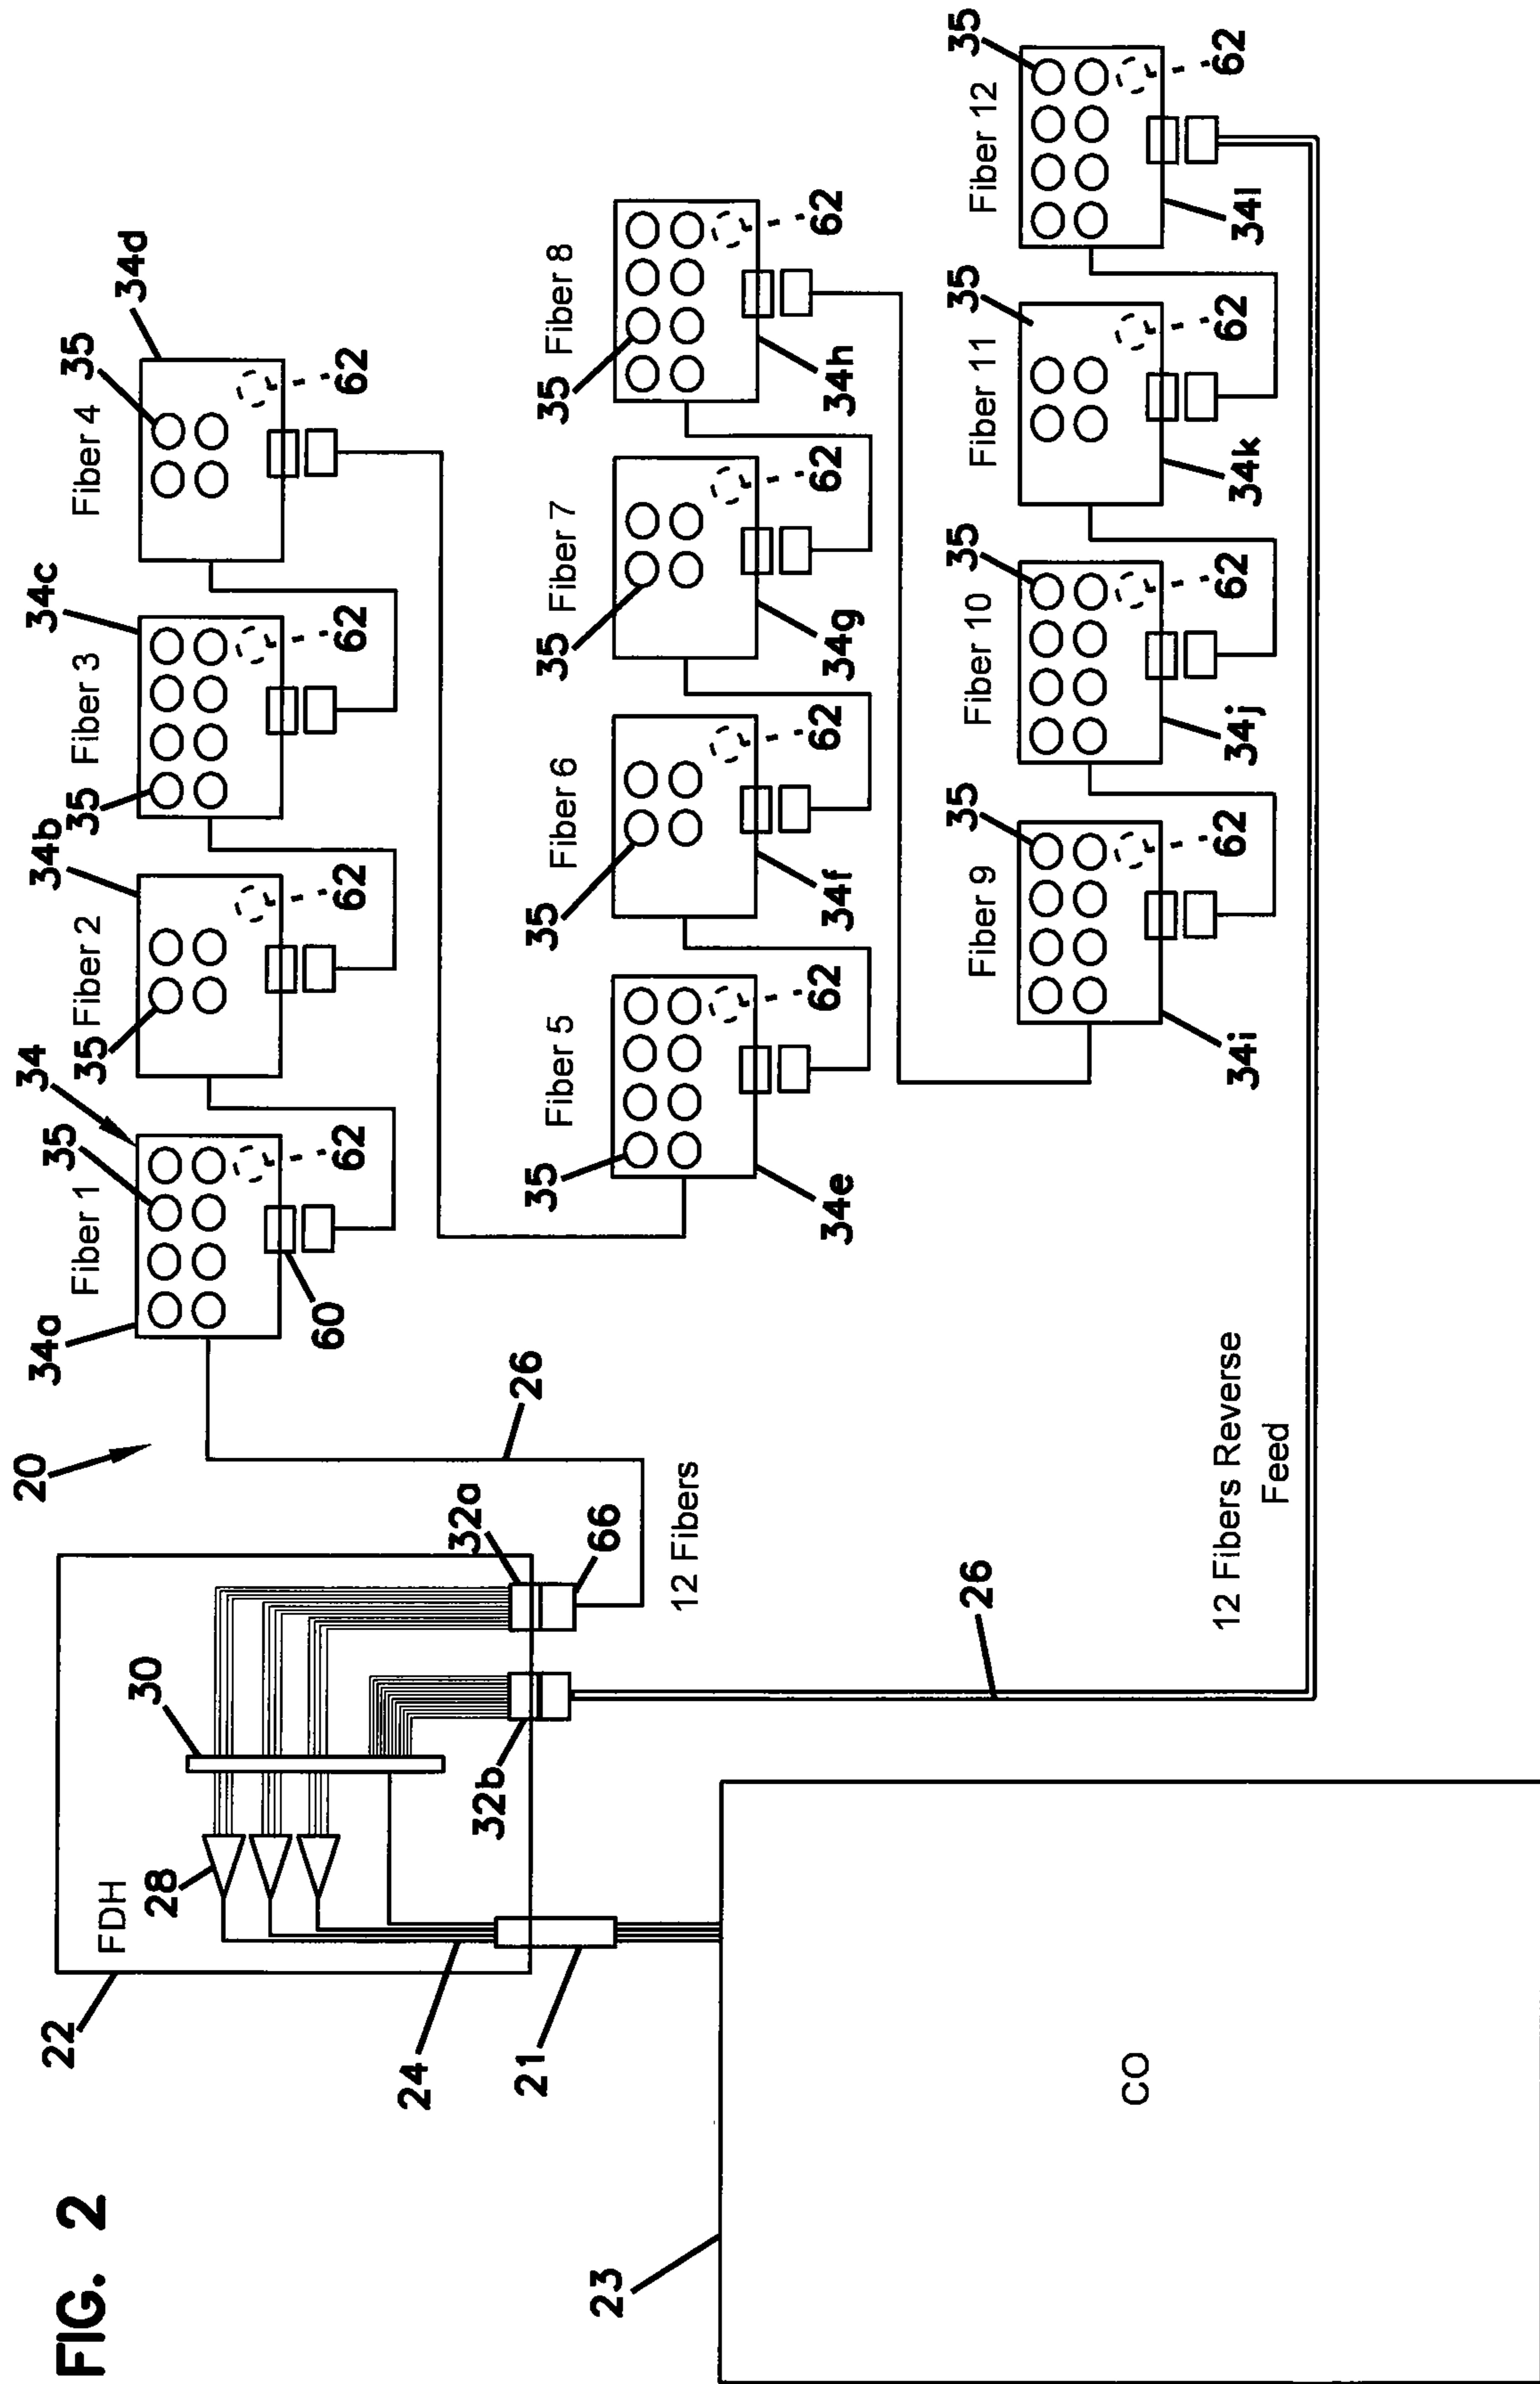 FIG. 2
20
34a
Fiber 1
35
34
35
Fiber 2
34b
35
Fiber 3
34c
Fiber 4
35
34d
60
62
62
62
62
22
FDH
28
30
24
21
32b
32a
66
26
12 Fibers
35
Fiber 5
35
Fiber 6
35
Fiber 7
35
Fiber 8
34e
62
34f
62
34g
62
34h
62
23
CO
26
12 Fibers Reverse
Feed
Fiber 9
35
Fiber 10
35
Fiber 11
35
Fiber 12
35
34i
62
34j
62
34k
62
34l
62